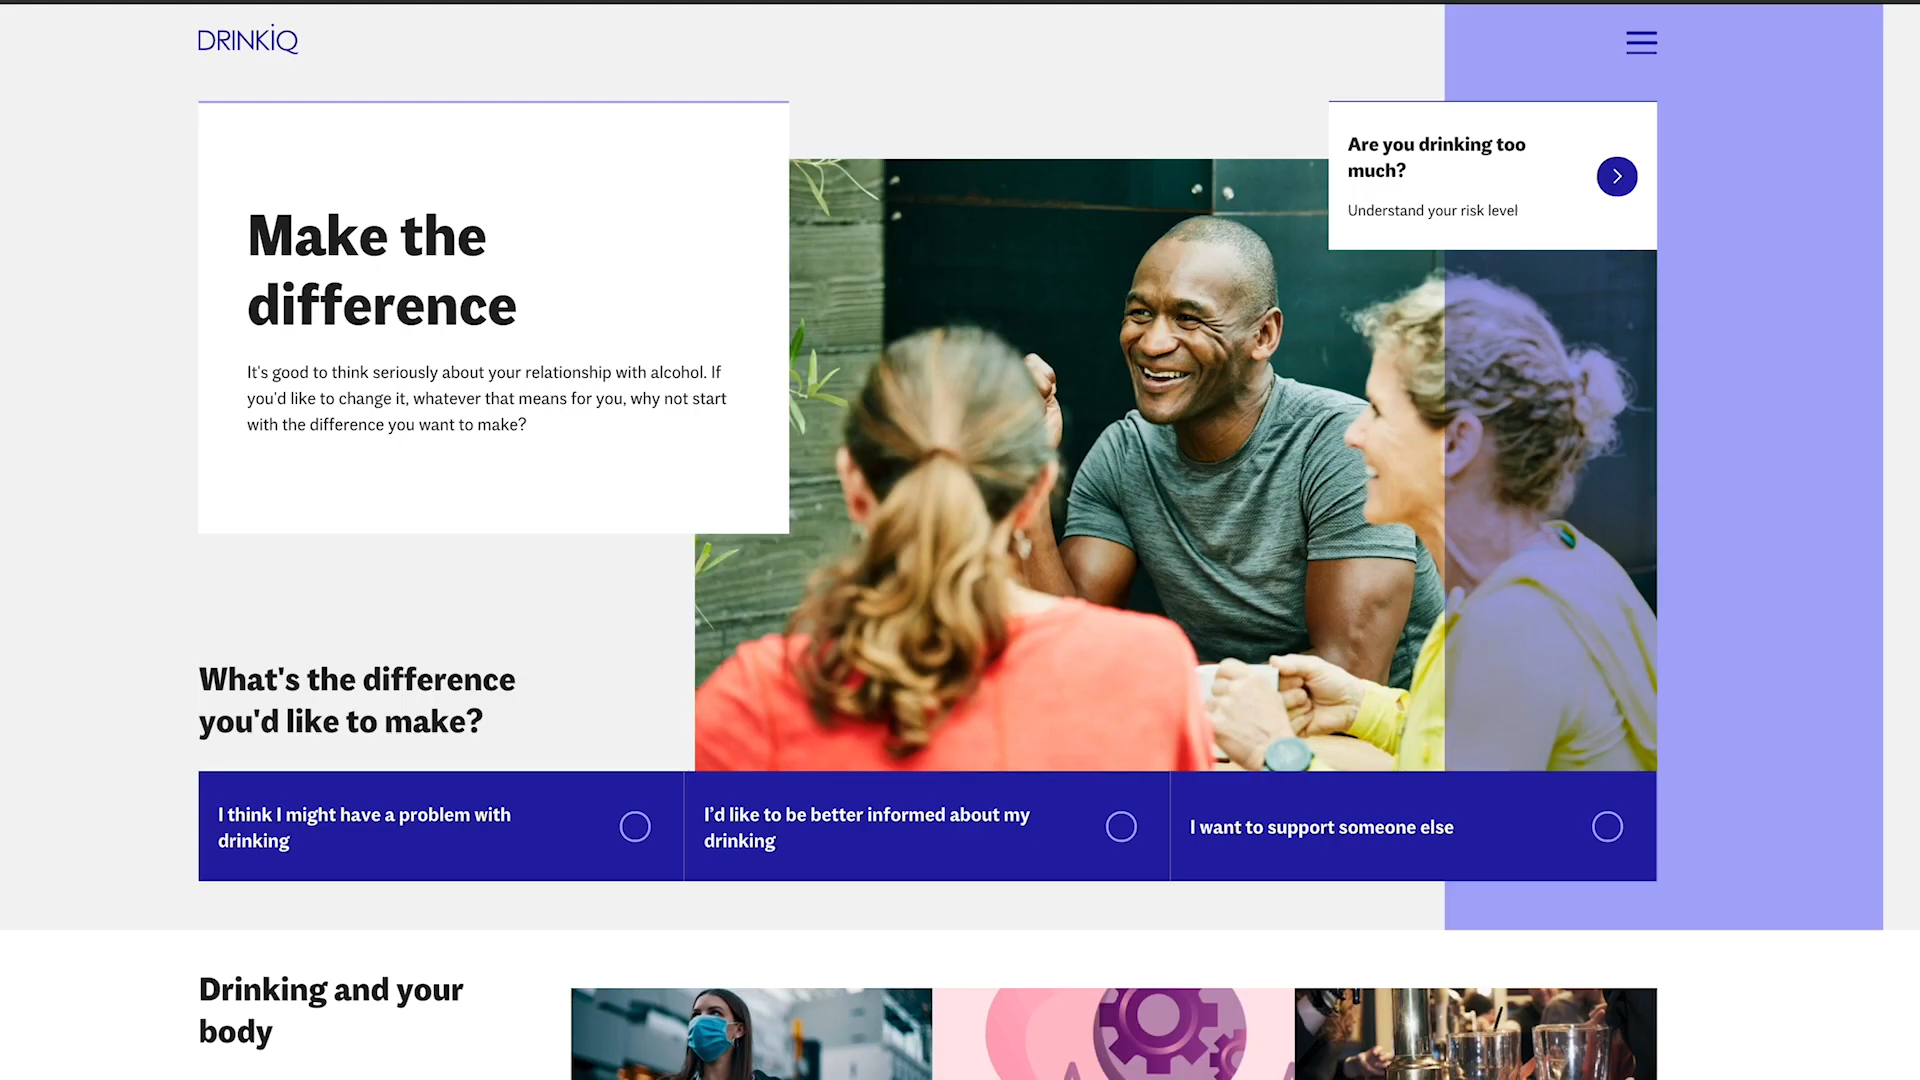 DRINKiQ
Are you drinking too
much?
Understand your risk level
Make the
difference
It's good to think seriously about your relationship with alcohol. If
you'd like to change it, whatever that means for you, why not start
with the difference you want to make?
What's the difference
you'd like to make?
I think I might have a problem with
drinking
I’d like to be better informed about my
drinking
I want to support someone else
Drinking and your
body